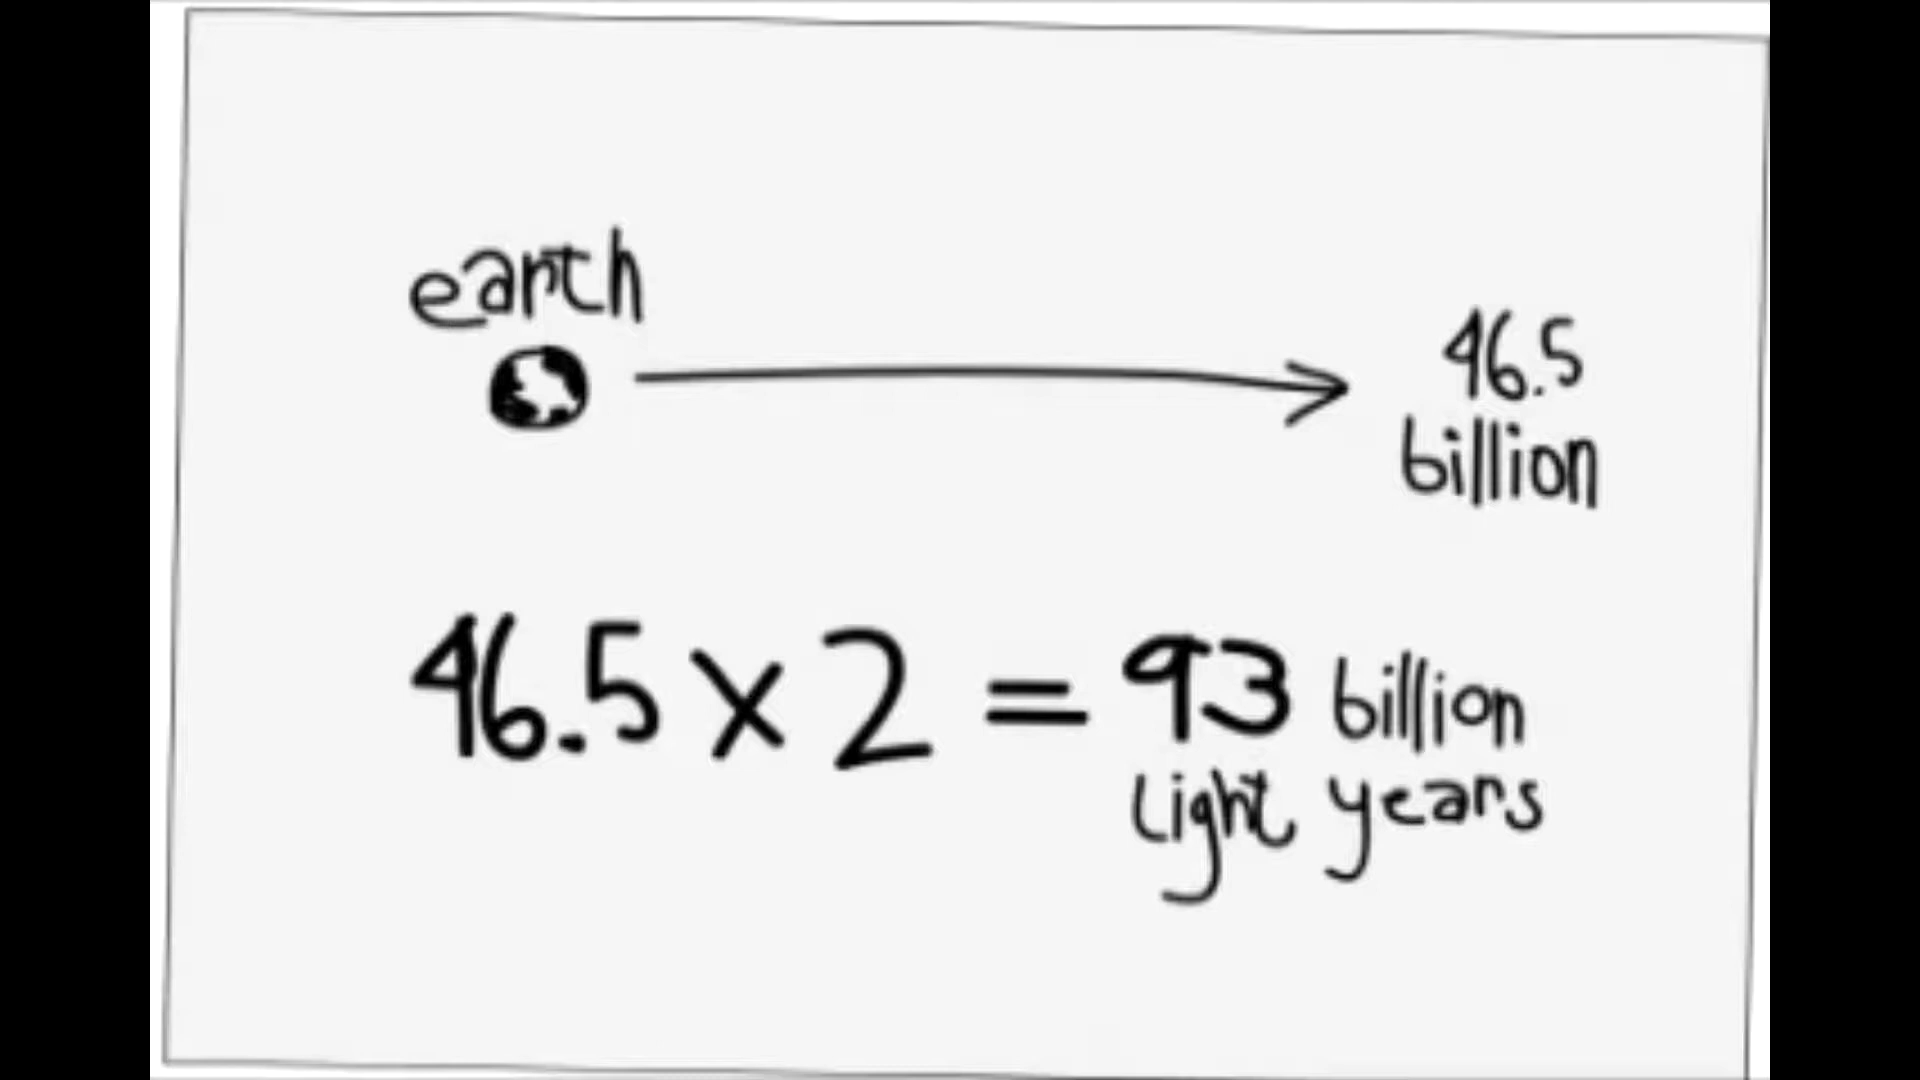 earth
46.5
billion
46.5 x 2 = 93 billion
light years